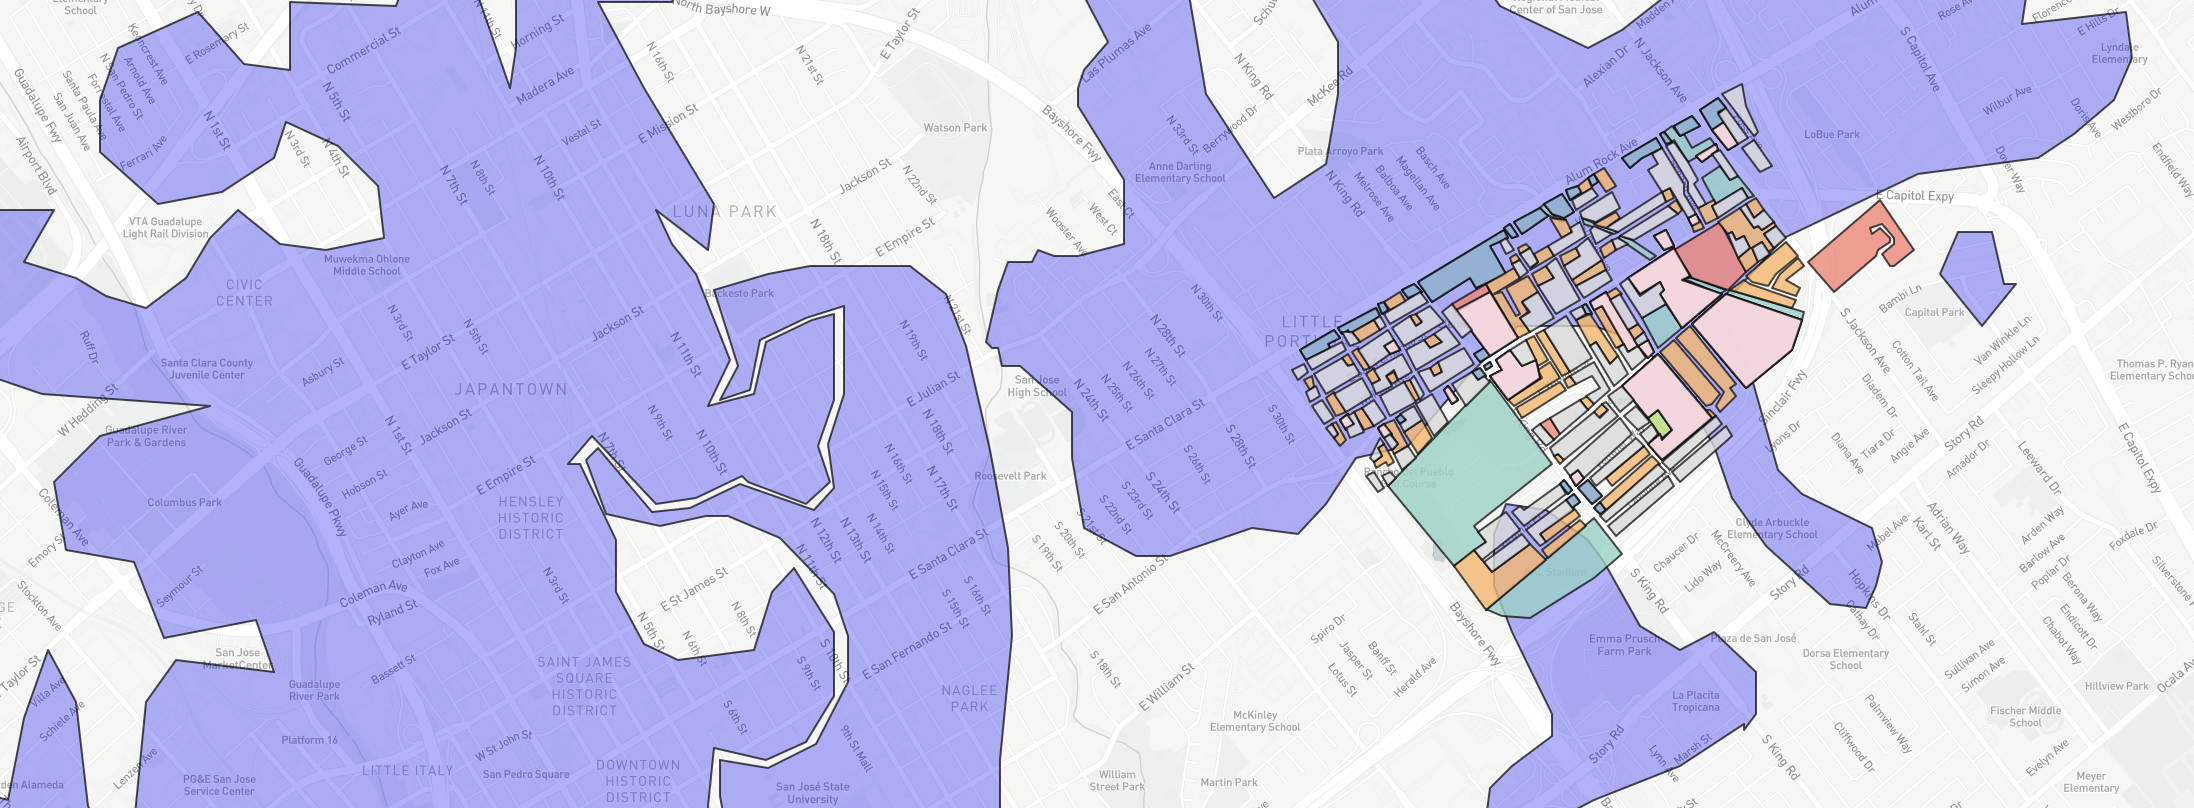 Elementary
School
N 11th St
Horning St
North Bayshore W
E Taylor St
Center of San Jose
Rose Ave
E Hills Dr
Kerncrest Ave
E Rosemary St
Commercial St
N 16th St
N 21st St
Las Plumas Ave
N King Rd
McKee Rd
Alexian Dr
N Jackson Ave
S Capitol Ave
Lyndale
Elementary
Guadalupe Fwy
Santa Paula Ave
San Juan Ave
Forrestal Ave
N San Pedro St
Arnold Ave
Madera Ave
N 5th St
N 1st St
Vestal St
E Mission St
Watson Park
Bayshore Fwy
N 33rd St
Berrywood Dr
Wilbur Ave
Doris Ave
Westboro Dr
LoBue Park
Airport Blvd
Ferrari Ave
N 3rd St
N 4th St
N 7th St
N 8th St
N 10th St
Jackson St
N 22nd St
Anne Darling
Elementary School
Plata Arroyo Park
Basch Ave
Magellan Ave
Balboa Ave
Melrose Ave
N King Rd
Alum Rock Ave
Dover Way
Endfield Way
E Capitol Expy
LUNA PARK
East Ct
West Ct
Wooster Ave
VTA Guadalupe
Light Rail Division
N 18th St
E Empire St
Muwekma Ohlone
Middle School
CIVIC
CENTER
Backesto Park
N 21st St
N 30th St
LITTLE
Bambi Ln
Capital Park
S Jackson Ave
Van Winkle Ln
Sleepy Hollow Ln
Cotton Tail Ave
N 3rd St
N 5th St
E Taylor St
Jackson St
N 11th St
N 19th St
N 28th St
N 27th St
N 26th St
N 25th St
N 24th St
Ruff Dr
Santa Clara County
Juvenile Center
Asbury St
JAPANTOWN
E Julian St
San Jose
High School
Thomas P. Ryan
Elementary School
W Hedding St
Sinclair Fwy
Diadem Dr
Tiara Dr
Angie Ave
Diana Ave
Lyons Dr
Story Rd
Amador Dr
Guadalupe River
Park & Gardens
George St
N 1st St
Jackson St
N 9th St
N 18th St
E Santa Clara St
S 30th St
S 28th St
Leeward Dr
E Capitol Expy
Hobson St
Guadalupe Pkwy
E Empire St
N 7th St
N 10th St
N 16th St
N 15th St
N 17th St
Roosevelt Park
S 26th St
S 24th St
S 23rd St
S 22nd St
S 21st St
Coleman Ave
Columbus Park
Ayer Ave
HENSLEY
HISTORIC
DISTRICT
N 14th St
N 13th St
N 12th St
N 11th St
S 20th St
S 19th St
Clyde Arbuckle
Elementary School
Mabel Ave
Adrian Way
Karl St
Arden Way
Barlow Ave
Poplar Dr
Foxdale Dr
Emory St
Clayton Ave
Fox Ave
E Santa Clara St
Chaucer Dr
McCreery Ave
Lido Way
Story Rd
Hopkins Dr
Cathay Dr
Berona Way
Endicott Dr
Chabot Way
Silverstone
Stockton Ave
Seymour St
Coleman Ave
Ryland St
N 3rd St
E St James St
N 8th St
S 16th St
S 15th St
E San Antonio St
S King Rd
Stahl St
N 5th St
N 6th St
E San Fernando St
Bayshore Fwy
Spiro Dr
Banff St
Jasper St
Lotus St
Herald Ave
Emma Prusch
Farm Park
Plaza de San José
Dorsa Elementary
School
Sullivan Ave
Simon Ave
Ocala Av
Taylor St
San Jose
MarketCenter
Bassett St
SAINT JAMES
SQUARE
HISTORIC
DISTRICT
S 10th St
S 9th St
S 18th St
E William St
Villa Ave
Schiele Ave
Guadalupe
River Park
NAGLEE
PARK
La Placita
Tropicana
Hillview Park
Palmview Way
Cliffwood Dr
Fischer Middle
School
S 6th St
9th St Mall
McKinley
Elementary School
Story Rd
Marsh St
Lynn Ave
S King Rd
Evelyn Ave
Platform 16
W St John St
Lenzen Ave
LITTLE ITALY
San Pedro Square
DOWNTOWN
HISTORIC
DISTRICT
PG&E San Jose
Service Center
San José State
University
William
Street Park
Martin Park
Meyer
Elementary